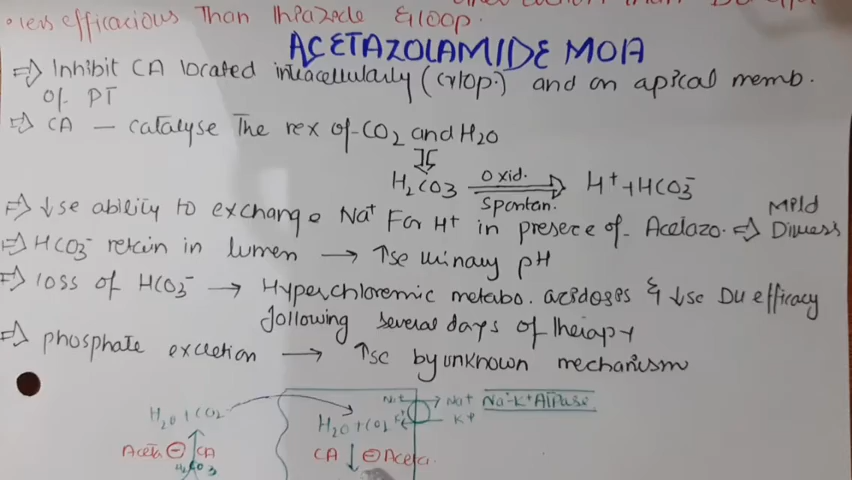 • less efficacious Than Thiazide & loop.
ACETAZOLAMIDE MOA
⇒ Inhibit CA located intracellularly (cytop.) and on apical memb.
of PT
⇒ CA — catalyse The rex of CO2 and H2O
H2CO3 Oxid. Spontan. H+ + HCO3-
⇒ ↓se ability to exchange Na+ For H+ in presece of Acetazo. ⇒ Mild Diuresis
⇒ HCO3- retain in lumen → ↑se urinary pH
⇒ loss of HCO3- → Hyperchloremic metabo. acidosis & ↓se DU efficacy
following several days of therapy
⇒ phosphate excretion → ↑se by unknown mechanism
Na+ Na+ Na+-K+ATPase
H2O + CO2 H2O + CO2 K+
Aceta ⊖ CA CA ↓ ⊖ Aceta.
H2CO3